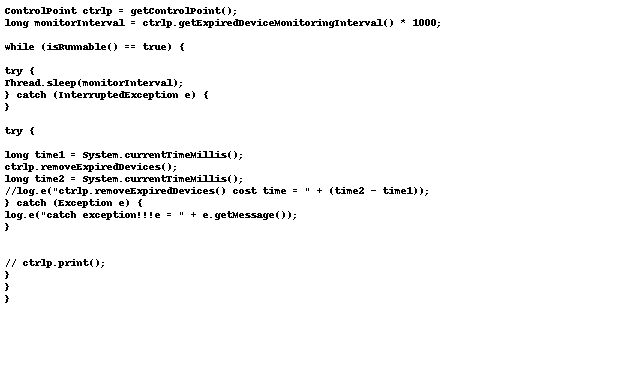 ControlPoint ctrlp = getControlPoint();
long monitorInterval = ctrlp.getExpiredDeviceMonitoringInterval() * 1000;
while (isRunnable() == true) {
try {
Thread.sleep(monitorInterval);
} catch (InterruptedException e) {
}
try {
long time1 = System.currentTimeMillis();
ctrlp.removeExpiredDevices();
long time2 = System.currentTimeMillis();
//log.e("ctrlp.removeExpiredDevices() cost time = " + (time2 - time1));
} catch (Exception e) {
log.e("catch exception!!!e = " + e.getMessage());
}
// ctrlp.print();
}
}
}